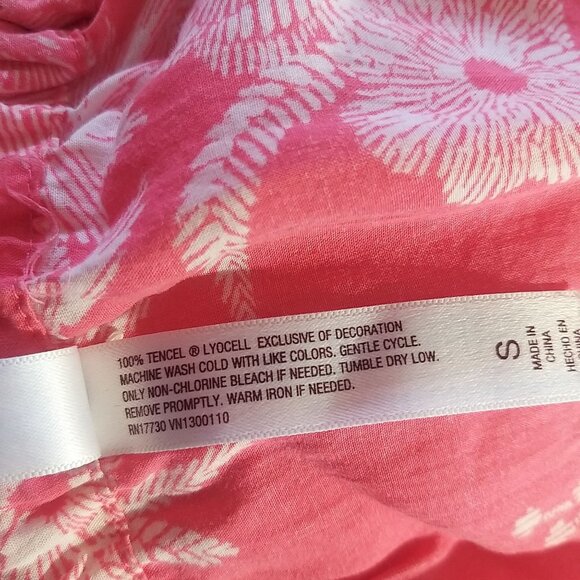 100% TENCEL ® LYOCELL EXCLUSIVE OF DECORATION
MACHINE WASH COLD WITH LIKE COLORS. GENTLE CYCLE.
ONLY NON-CHLORINE BLEACH IF NEEDED. TUMBLE DRY LOW.
REMOVE PROMPTLY. WARM IRON IF NEEDED.
RN17730 VN1300110
S
MADE IN
CHINA
HECHO EN